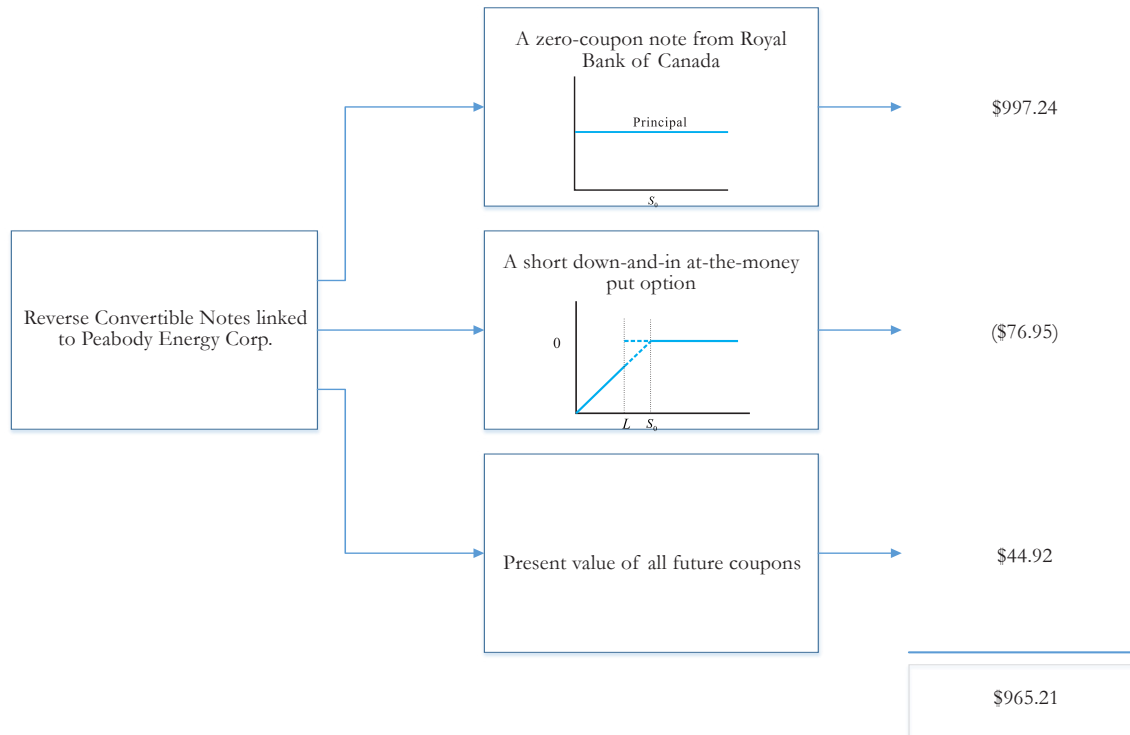 A zero-coupon note from Royal
Bank of Canada
Principal
S0
$997.24
Reverse Convertible Notes linked
to Peabody Energy Corp.
A short down-and-in at-the-money
put option
0
L S0
($76.95)
Present value of all future coupons
$44.92
$965.21